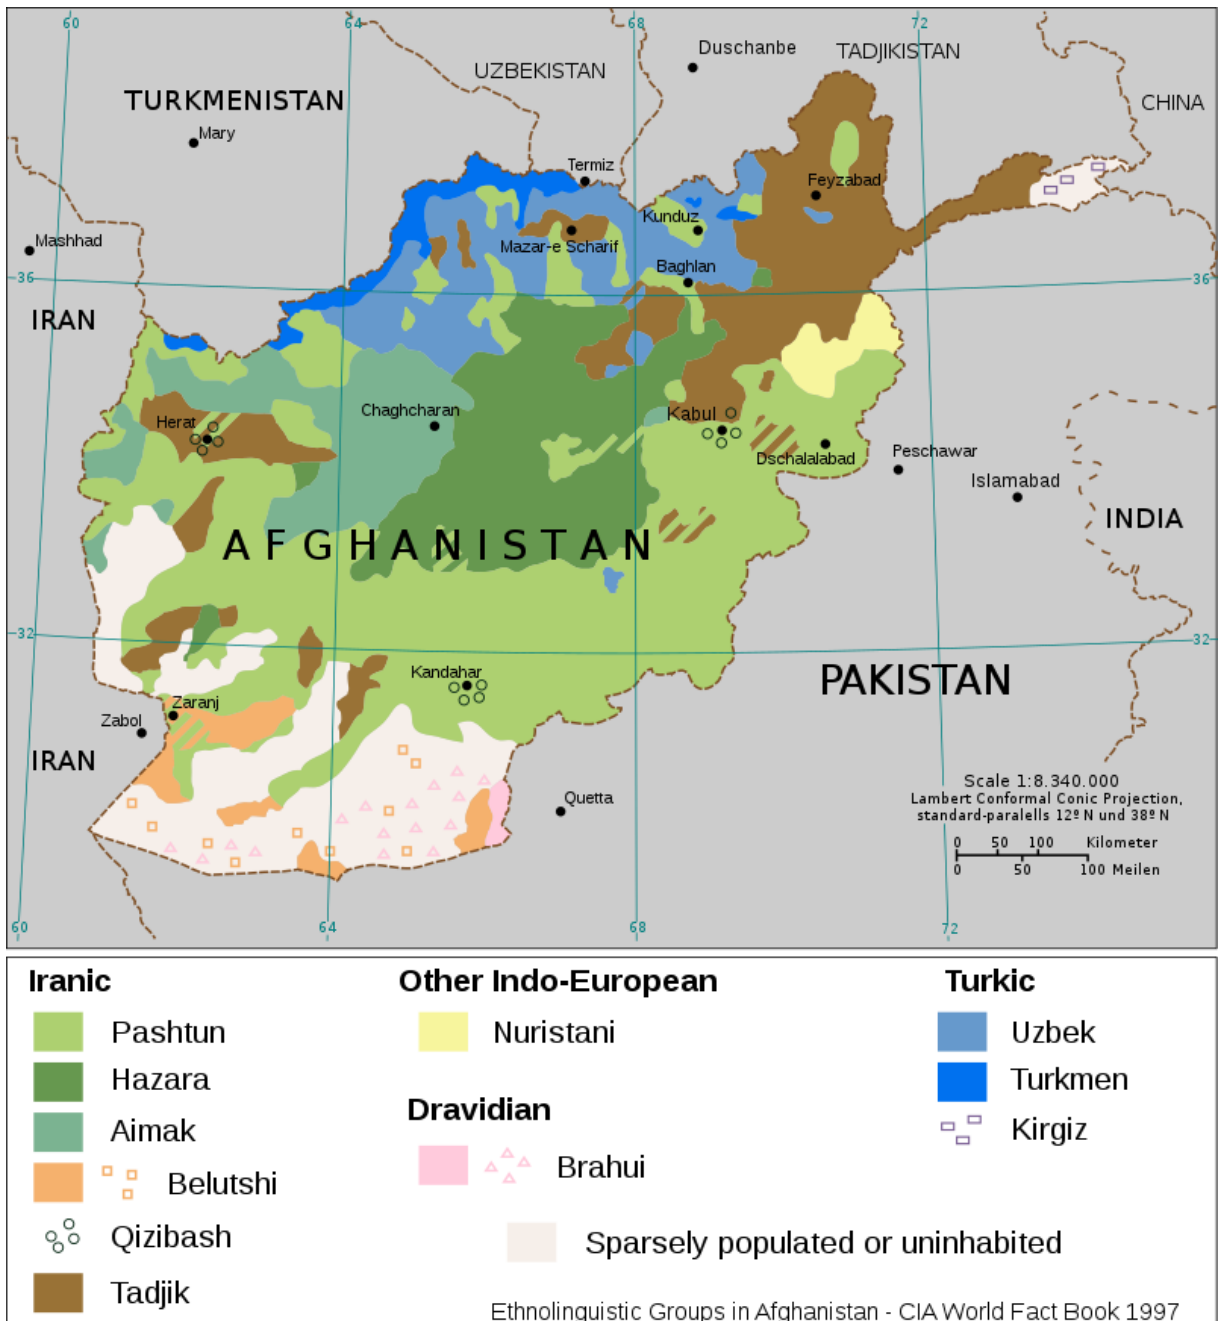 60
64
68
72
Duschanbe
TADJIKISTAN
UZBEKISTAN
TURKMENISTAN
CHINA
Mary
Termiz
Feyzabad
Kunduz
Mashhad
Mazar-e Scharif
Baghlan
36
36
IRAN
Chaghcharan
Herat
Kabul
Dschalalabad
Peschawar
Islamabad
INDIA
AFGHANISTAN
32
32
Kandahar
PAKISTAN
Zaranj
Zabol
IRAN
Quetta
Scale 1:8.340.000
Lambert Conformal Conic Projection,
standard-paralells 12º N und 38º N
0 50 100 Kilometer
0 50 100 Meilen
60
64
68
72
Iranic
Pashtun
Hazara
Aimak
Belutshi
Qizibash
Tadjik
Other Indo-European
Nuristani
Dravidian
Brahui
Sparsely populated or uninhabited
Turkic
Uzbek
Turkmen
Kirgiz
Ethnolinguistic Groups in Afghanistan - CIA World Fact Book 1997